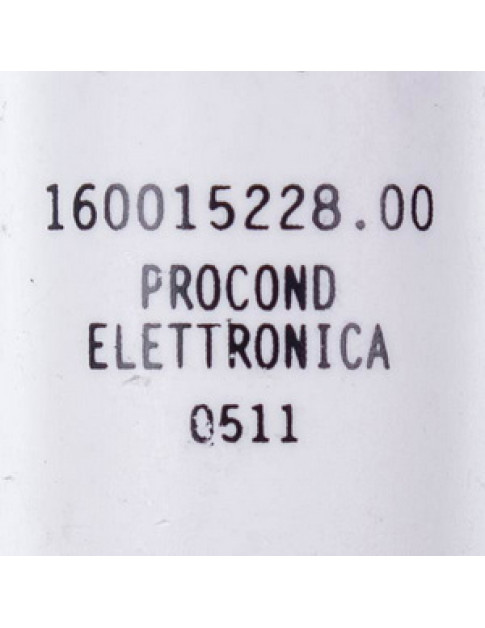 160015228.00
PROCOND
ELETTRONICA
0511